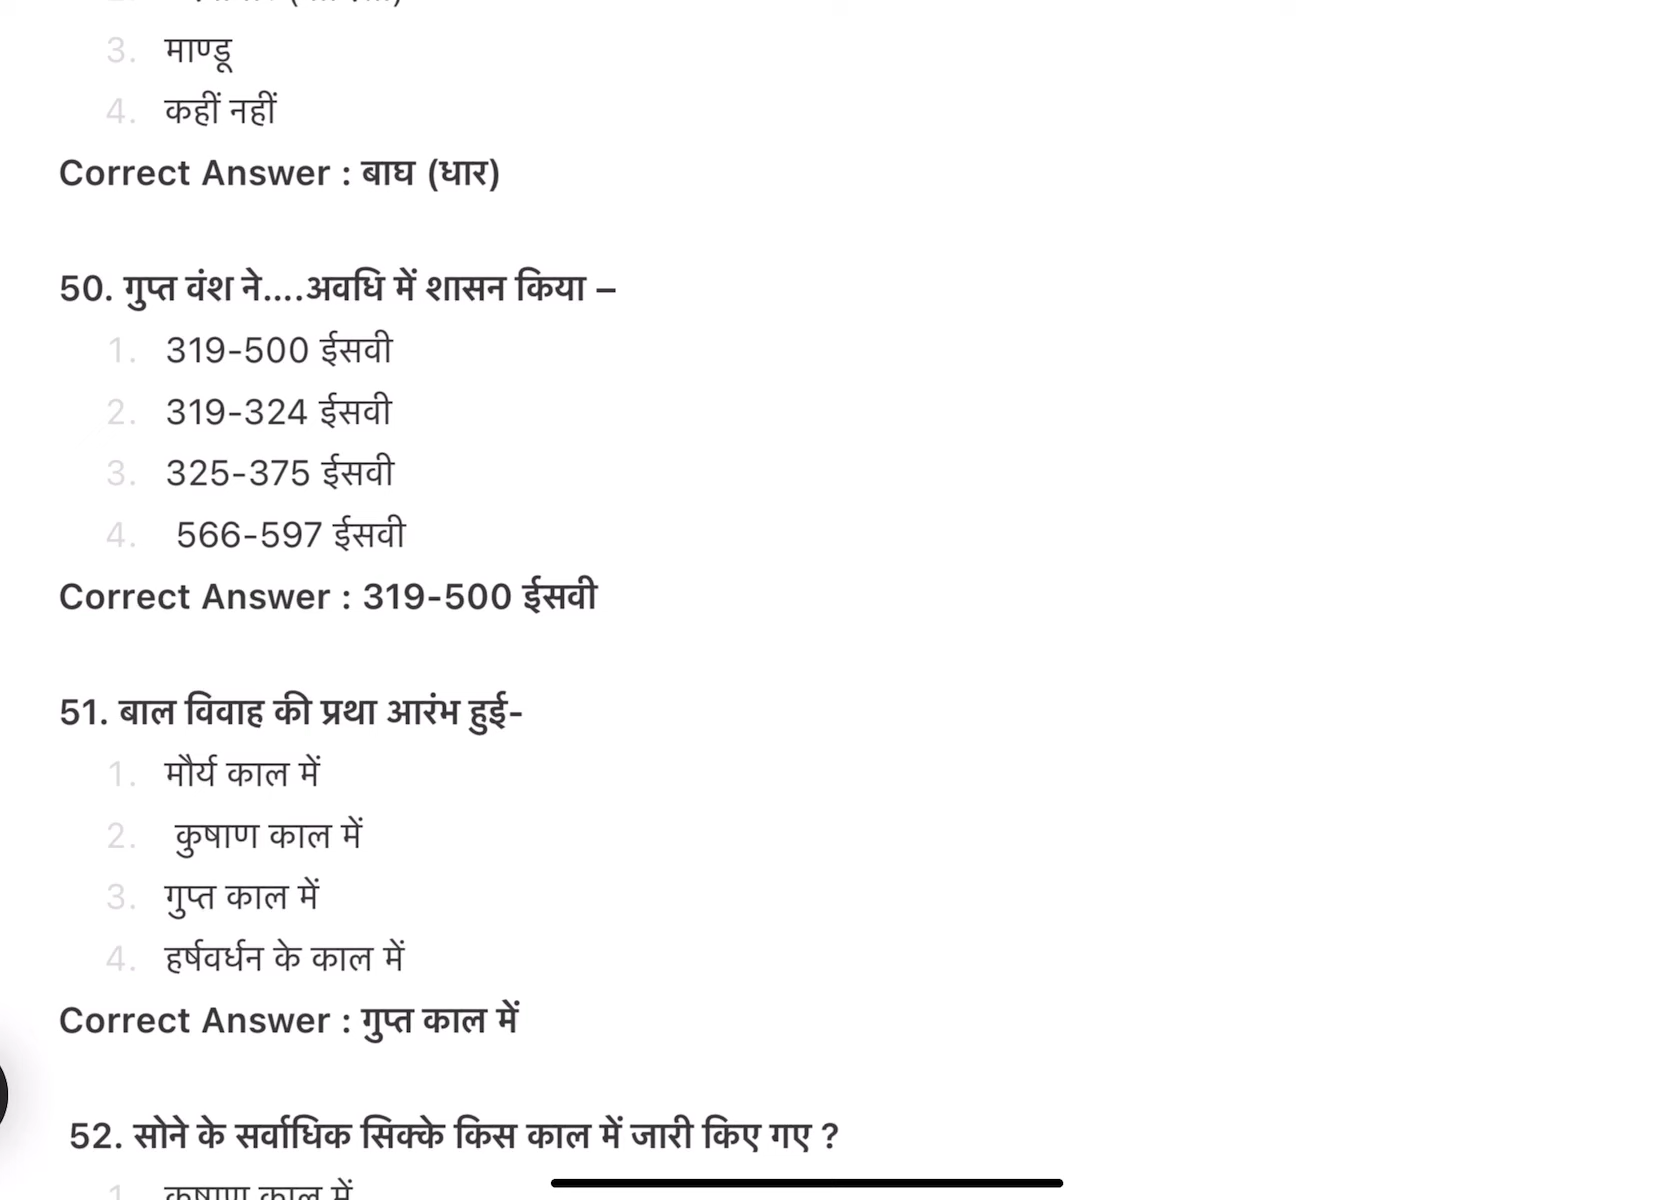 3. माण्डू
4. कहीं नहीं
Correct Answer : बाघ (धार)
50. गुप्त वंश ने....अवधि में शासन किया –
1. 319-500 ईसवी
2. 319-324 ईसवी
3. 325-375 ईसवी
4. 566-597 ईसवी
Correct Answer : 319-500 ईसवी
51. बाल विवाह की प्रथा आरंभ हुई-
1. मौर्य काल में
2. कुषाण काल में
3. गुप्त काल में
4. हर्षवर्धन के काल में
Correct Answer : गुप्त काल में
52. सोने के सर्वाधिक सिक्के किस काल में जारी किए गए ?
1. कुषाण काल में